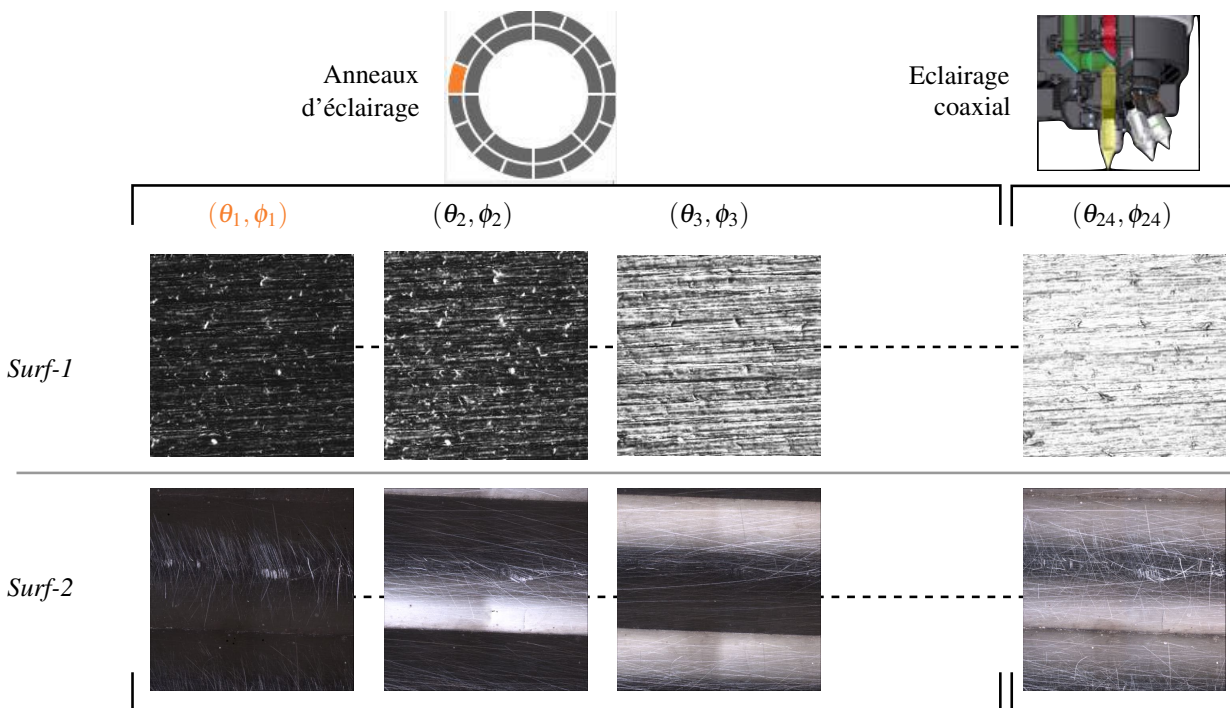 Anneaux
d'éclairage
Eclairage
coaxial
(θ₁, ϕ₁)
(θ₂, ϕ₂)
(θ₃, ϕ₃)
(θ₂₄, ϕ₂₄)
Surf-1
Surf-2